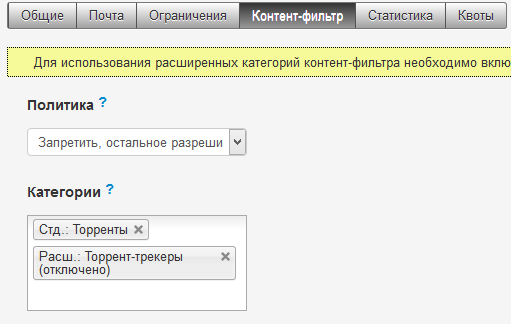 Общие Почта Ограничения Контент-фильтр Статистика Квоты
Для использования расширенных категорий контент-фильтра необходимо вклю
Политика ?
Запретить, остальное разреши
Категории ?
Стд.: Торренты
Расш.: Торрент-трекеры
(отключено)